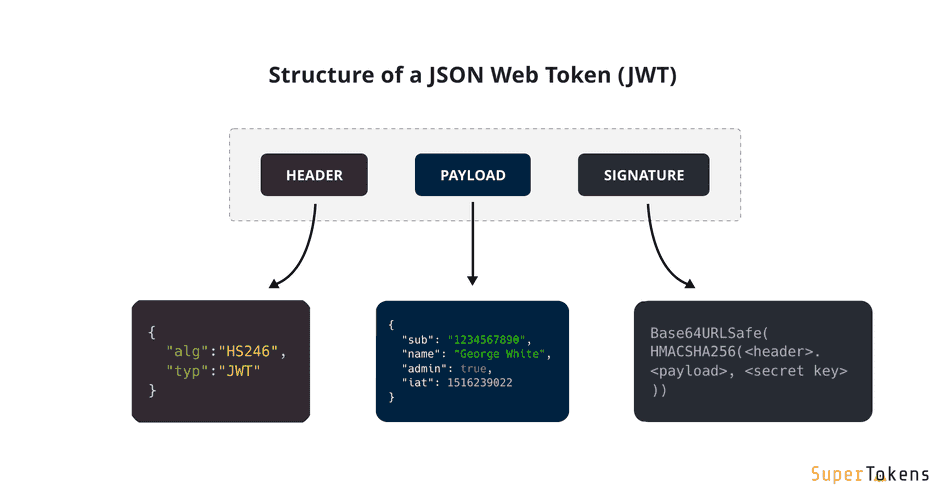 Structure of a JSON Web Token (JWT)
HEADER
PAYLOAD
SIGNATURE
{
"alg":"HS246",
"typ":"JWT"
}
{
"sub": "1234567890",
"name": "George White",
"admin": true,
"iat": 1516239022
}
Base64URLSafe(
HMACSHA256(<header>.
<payload>, <secret key>
))
SuperTokens